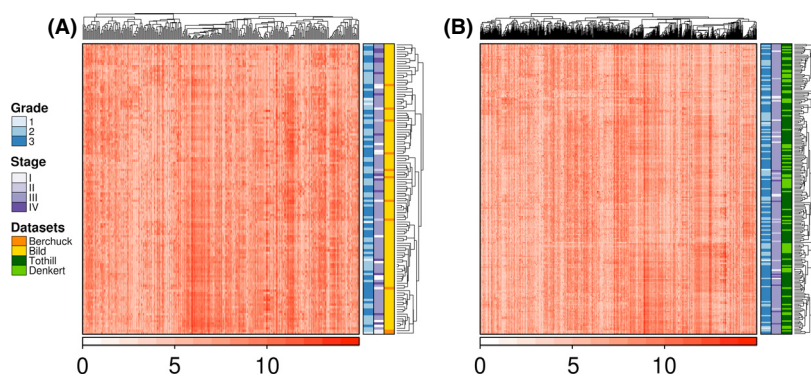 (A)
(B)
Grade
1
2
3
Stage
I
II
III
IV
Datasets
Berchuck
Bild
Tothill
Denkert
0 5 10
0 5 10